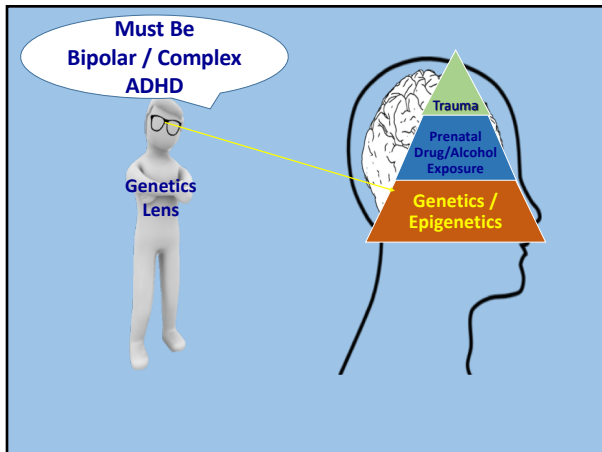 Must Be
Bipolar / Complex
ADHD
Genetics
Lens
Trauma
Prenatal
Drug/Alcohol
Exposure
Genetics /
Epigenetics